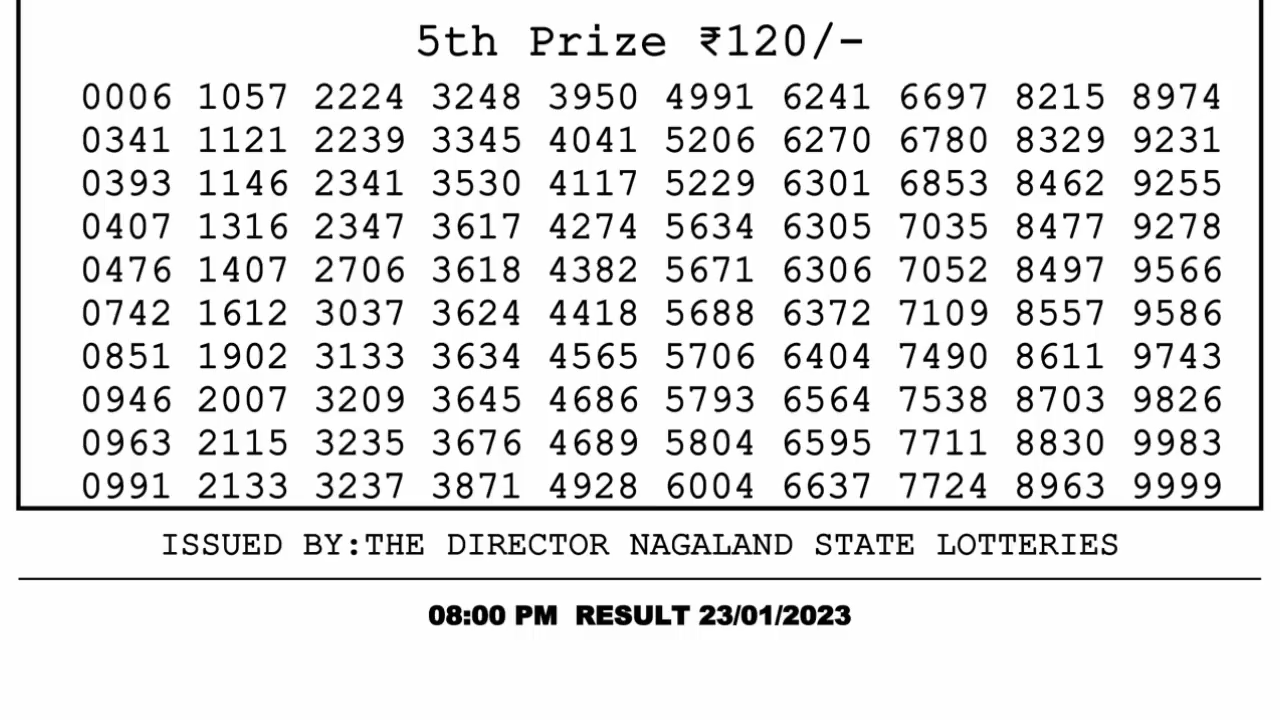 5th Prize ₹120/-
0006 1057 2224 3248 3950 4991 6241 6697 8215 8974
0341 1121 2239 3345 4041 5206 6270 6780 8329 9231
0393 1146 2341 3530 4117 5229 6301 6853 8462 9255
0407 1316 2347 3617 4274 5634 6305 7035 8477 9278
0476 1407 2706 3618 4382 5671 6306 7052 8497 9566
0742 1612 3037 3624 4418 5688 6372 7109 8557 9586
0851 1902 3133 3634 4565 5706 6404 7490 8611 9743
0946 2007 3209 3645 4686 5793 6564 7538 8703 9826
0963 2115 3235 3676 4689 5804 6595 7711 8830 9983
0991 2133 3237 3871 4928 6004 6637 7724 8963 9999
ISSUED BY:THE DIRECTOR NAGALAND STATE LOTTERIES
08:00 PM RESULT 23/01/2023